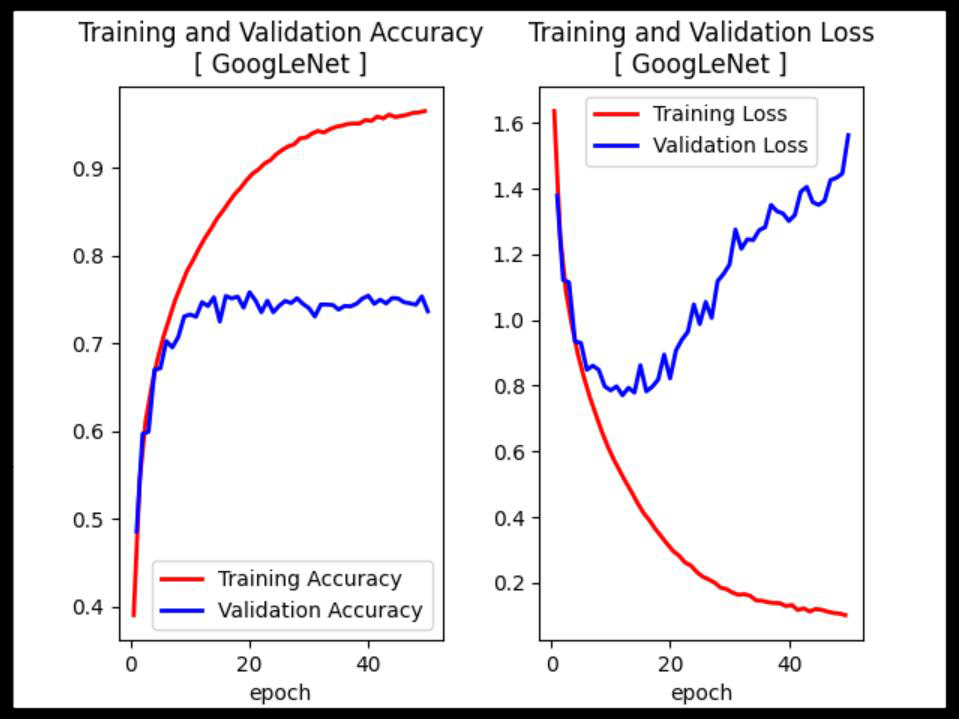 Training and Validation Accuracy
[ GoogLeNet ]
0.9
0.8
0.7
0.6
0.5
0.4
Training Accuracy
Validation Accuracy
0 20 40
epoch
Training and Validation Loss
[ GoogLeNet ]
Training Loss
Validation Loss
1.6
1.4
1.2
1.0
0.8
0.6
0.4
0.2
0 20 40
epoch